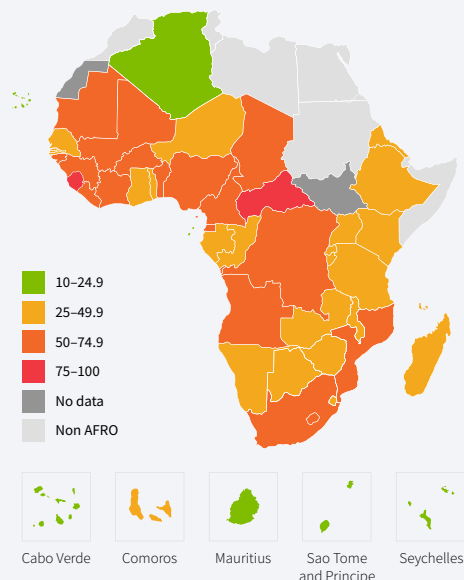 10–24.9
25–49.9
50–74.9
75–100
No data
Non AFRO
Cabo Verde
Comoros
Mauritius
Sao Tome
and Principe
Seychelles